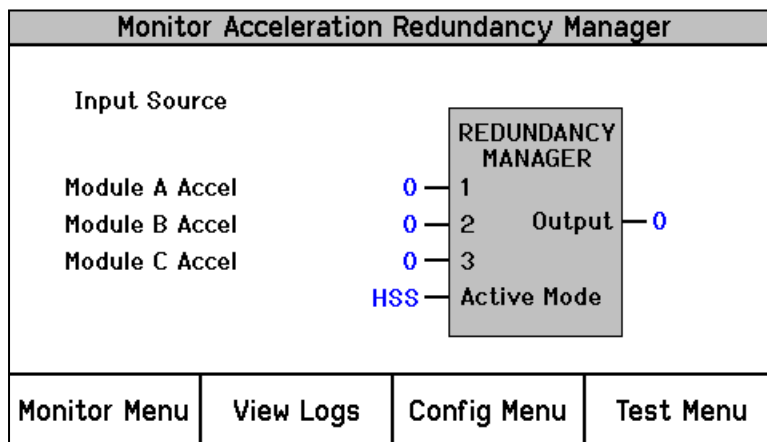 Monitor Acceleration Redundancy Manager
Input Source
REDUNDANCY
MANAGER
Module A Accel 0 1
Module B Accel 0 2 Output 0
Module C Accel 0 3
HSS Active Mode
Monitor Menu View Logs Config Menu Test Menu